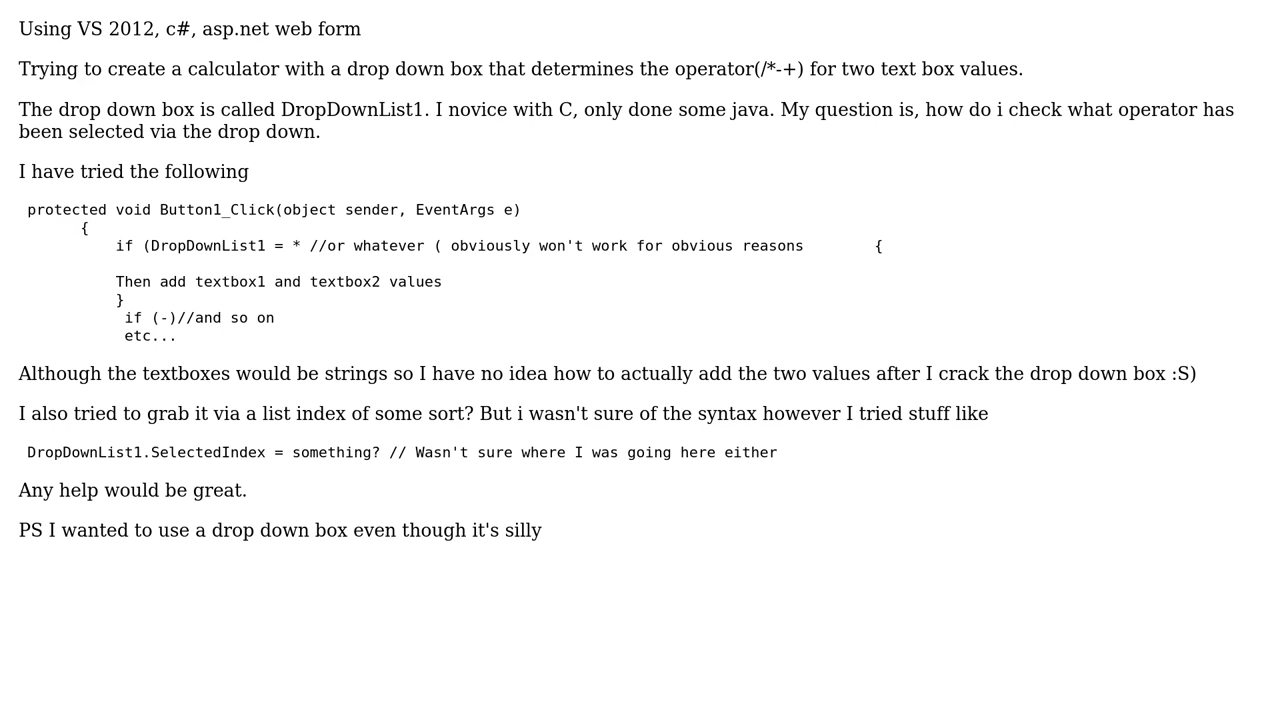 Using VS 2012, c#, asp.net web form
Trying to create a calculator with a drop down box that determines the operator(/*-+) for two text box values.
The drop down box is called DropDownList1. I novice with C, only done some java. My question is, how do i check what operator has
been selected via the drop down.
I have tried the following
protected void Button1_Click(object sender, EventArgs e)
{
if (DropDownList1 = * //or whatever ( obviously won't work for obvious reasons        {
Then add textbox1 and textbox2 values
}
if (-)//and so on
etc...
Although the textboxes would be strings so I have no idea how to actually add the two values after I crack the drop down box :S)
I also tried to grab it via a list index of some sort? But i wasn't sure of the syntax however I tried stuff like
DropDownList1.SelectedIndex = something? // Wasn't sure where I was going here either
Any help would be great.
PS I wanted to use a drop down box even though it's silly